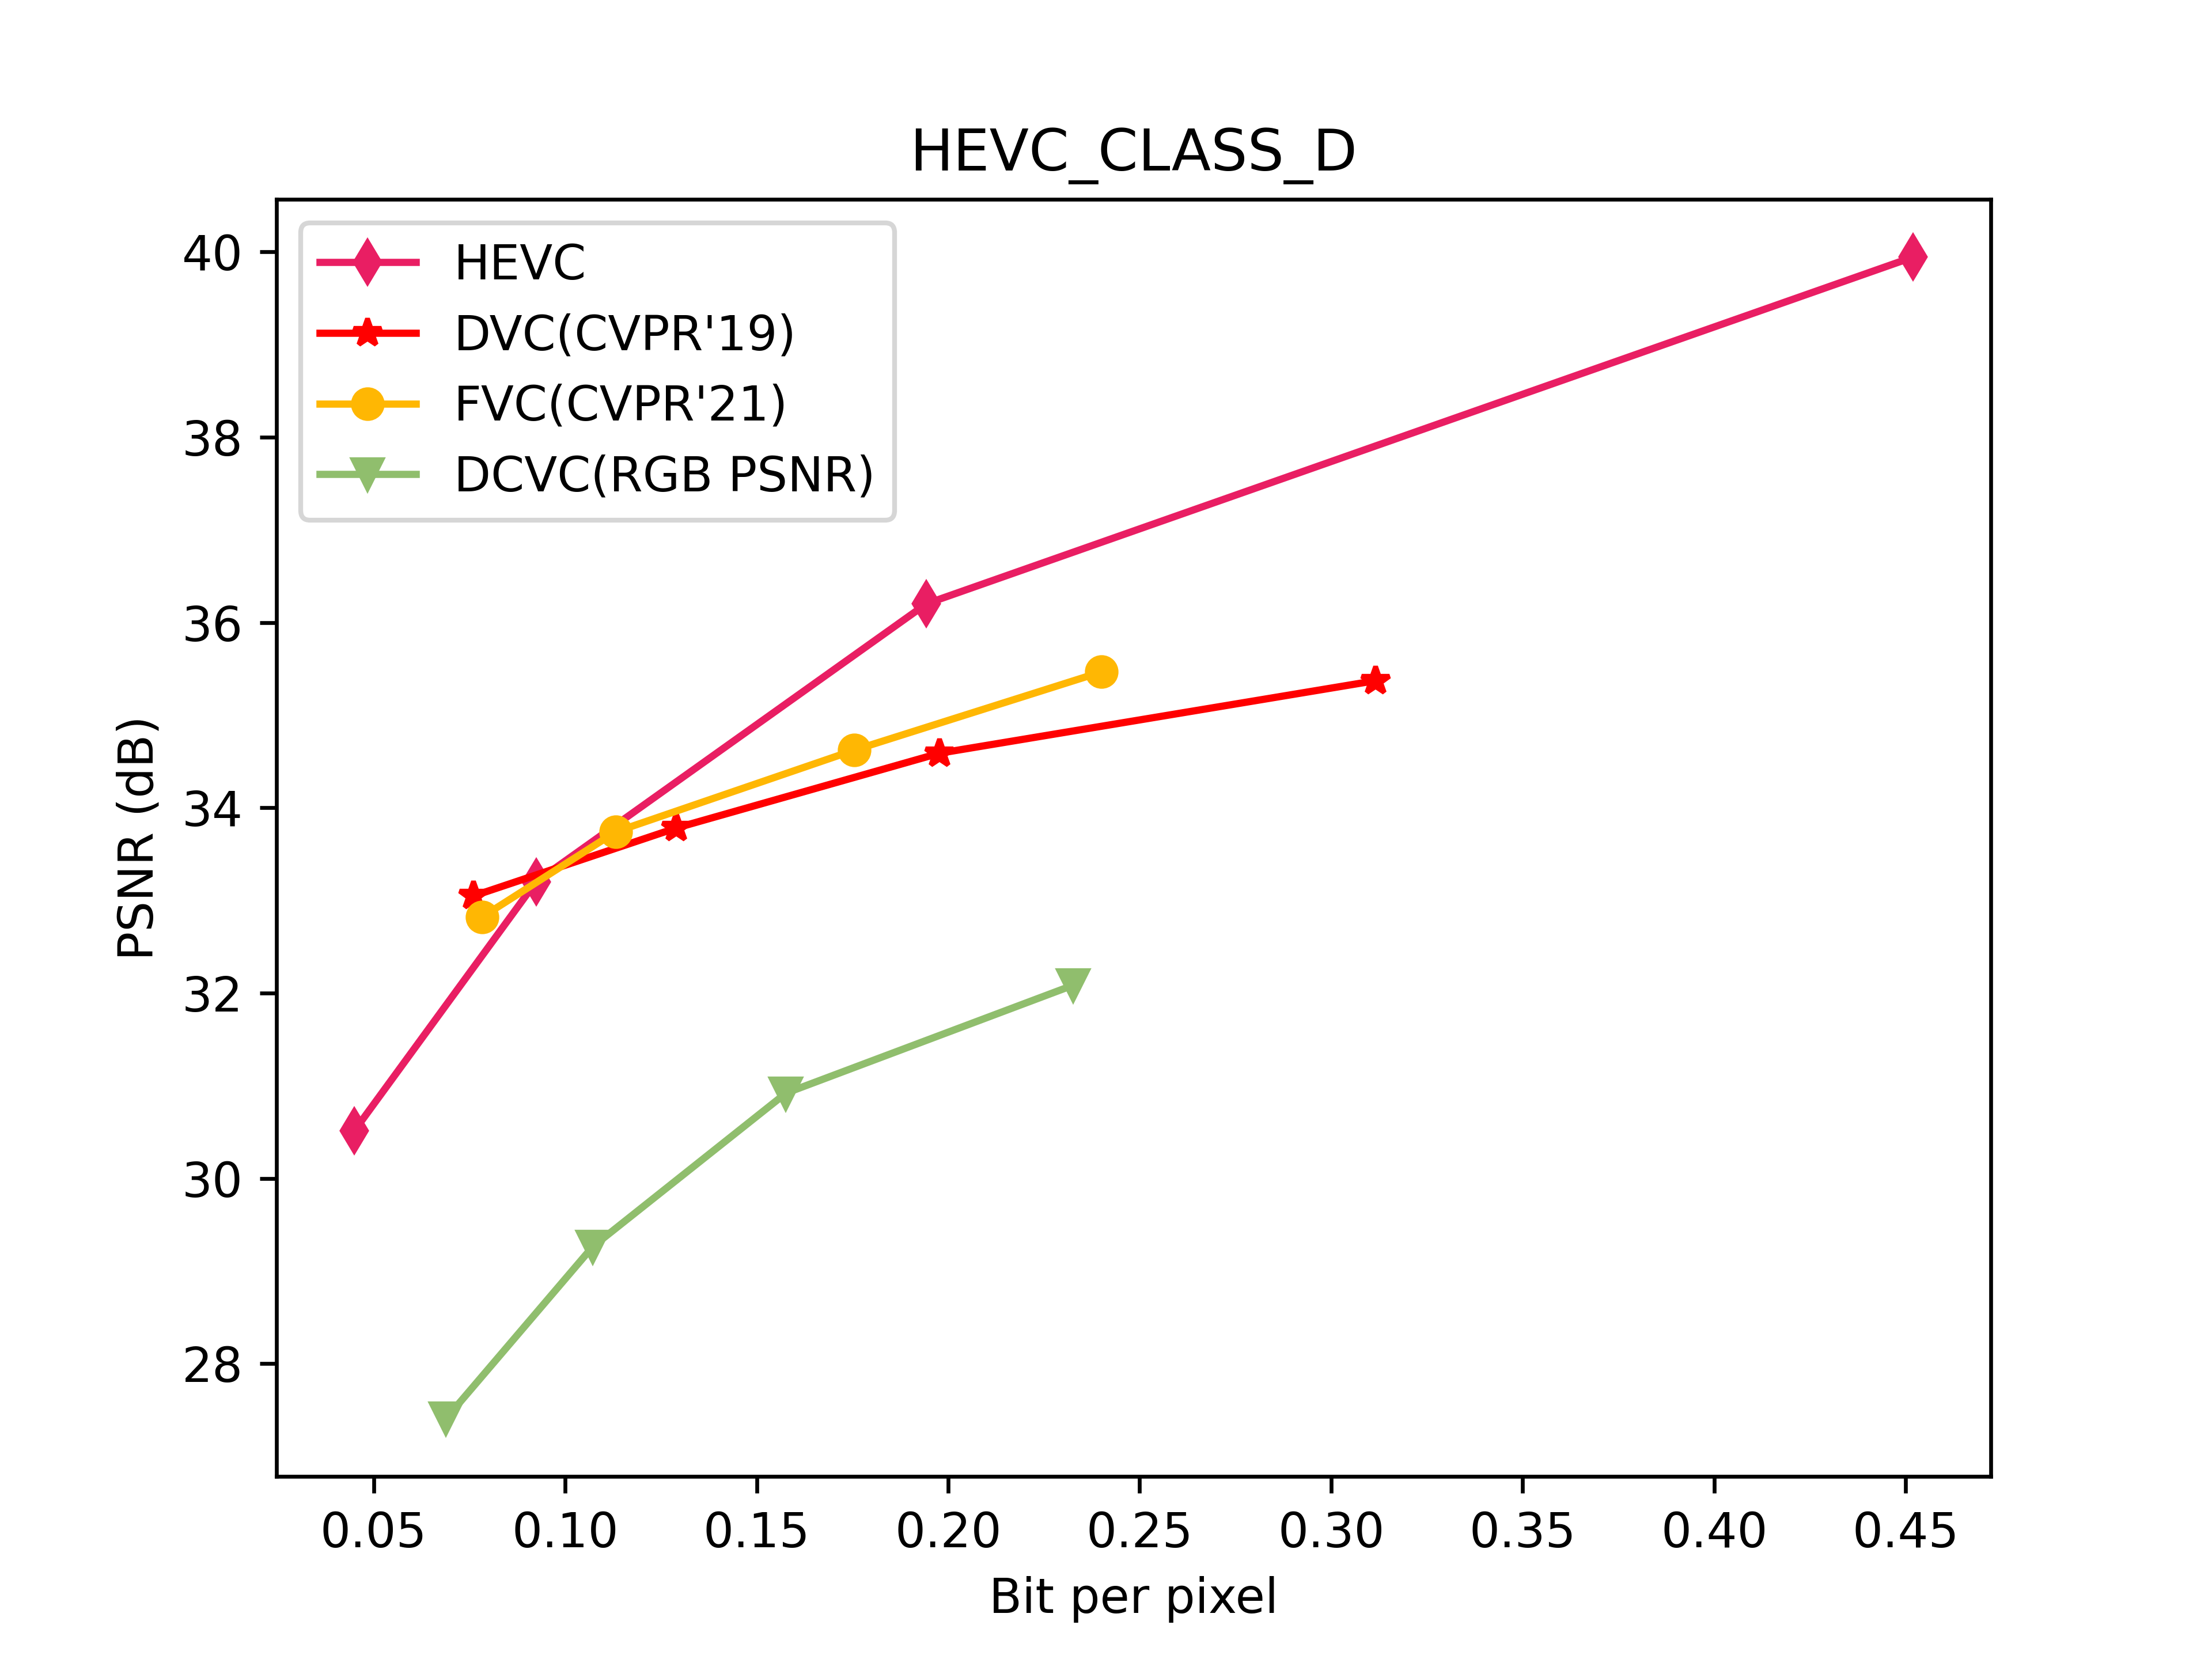 HEVC_CLASS_D
HEVC
DVC(CVPR'19)
FVC(CVPR'21)
DCVC(RGB PSNR)
40
38
36
34
32
30
28
PSNR (dB)
0.05 0.10 0.15 0.20 0.25 0.30 0.35 0.40 0.45
Bit per pixel